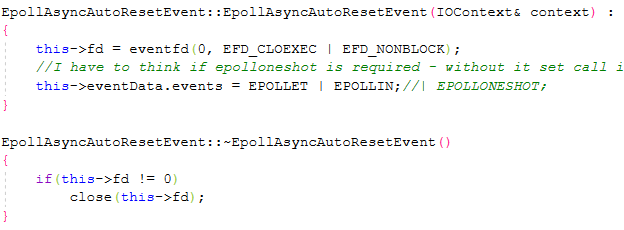 EpollAsyncAutoResetEvent::EpollAsyncAutoResetEvent(IOContext& context) :
{
this->fd = eventfd(0, EFD_CLOEXEC | EFD_NONBLOCK);
//I have to think if epolloneshot is required - without it set call i
this->eventData.events = EPOLLET | EPOLLIN;//| EPOLLONESHOT;
}
EpollAsyncAutoResetEvent::~EpollAsyncAutoResetEvent()
{
if(this->fd != 0)
close(this->fd);
}